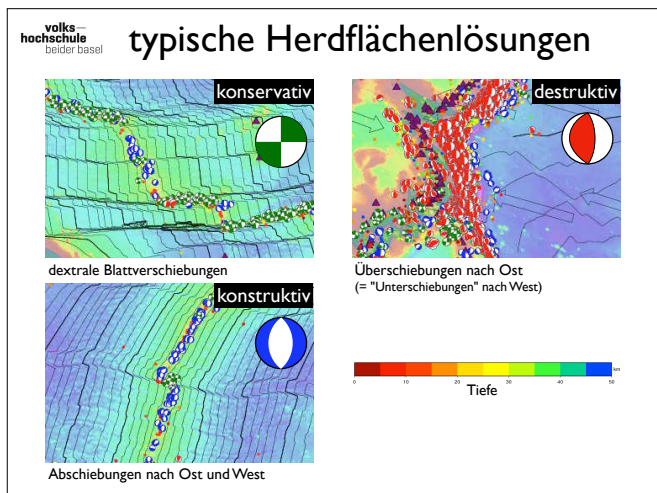 volks-
hochschule
beider basel
typische Herdflächenlösungen
konservativ
destruktiv
dextrale Blattverschiebungen
Überschiebungen nach Ost
(= "Unterschiebungen" nach West)
konstruktiv
km
0 10 20 30 40 50
Tiefe
Abschiebungen nach Ost und West